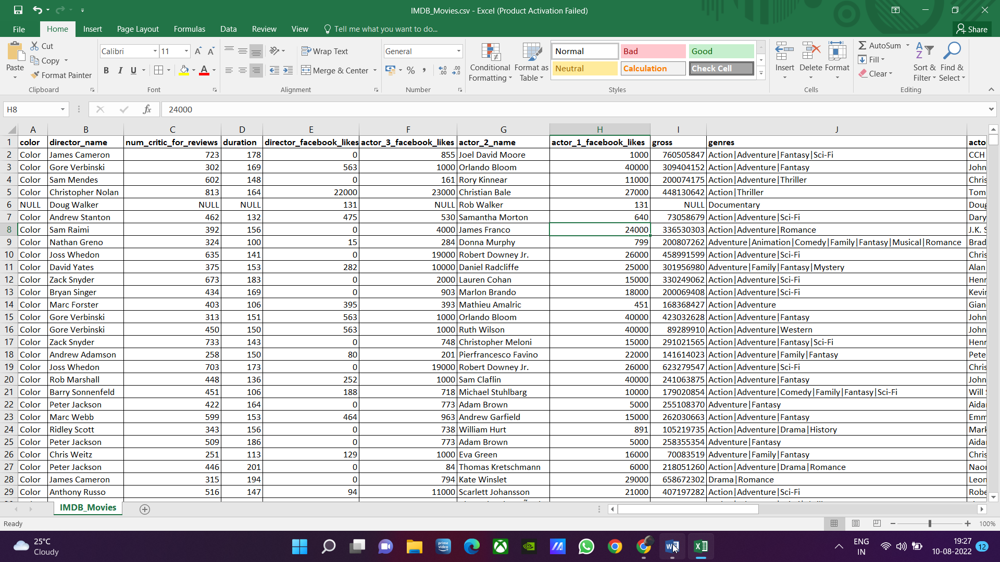 IMDB_Movies.csv - Excel (Product Activation Failed)
File Home Insert Page Layout Formulas Data Review View Tell me what you want to do... Share
Cut
Copy
Format Painter
Paste
Clipboard
Calibri 11
B I U A
Font
Wrap Text
Merge & Center
Alignment
General
%
Number
Conditional Formatting
Format as Table
Normal Bad Good
Neutral Calculation Check Cell
Styles
Insert Delete Format
Cells
AutoSum
Fill
Clear
Sort & Filter
Find & Select
Editing
H8 fx 24000
A B C D E F G H I J
1 color director_name num_critic_for_reviews duration director_facebook_likes actor_3_facebook_likes actor_2_name actor_1_facebook_likes gross genres acto
2 Color James Cameron 723 178 0 855 Joel David Moore 1000 760505847 Action|Adventure|Fantasy|Sci-Fi CCH
3 Color Gore Verbinski 302 169 563 1000 Orlando Bloom 40000 309404152 Action|Adventure|Fantasy John
4 Color Sam Mendes 602 148 0 161 Rory Kinnear 11000 200074175 Action|Adventure|Thriller Chris
5 Color Christopher Nolan 813 164 22000 23000 Christian Bale 27000 448130642 Action|Thriller Tom
6 NULL Doug Walker NULL NULL 131 NULL Rob Walker 131 NULL Documentary Doug
7 Color Andrew Stanton 462 132 475 530 Samantha Morton 640 73058679 Action|Adventure|Sci-Fi Dary
8 Color Sam Raimi 392 156 0 4000 James Franco 24000 336530303 Action|Adventure|Romance J.K. S
9 Color Nathan Greno 324 100 15 284 Donna Murphy 799 200807262 Adventure|Animation|Comedy|Family|Fantasy|Musical|Romance Brad
10 Color Joss Whedon 635 141 0 19000 Robert Downey Jr. 26000 458991599 Action|Adventure|Sci-Fi Chris
11 Color David Yates 375 153 282 10000 Daniel Radcliffe 25000 301956980 Adventure|Family|Fantasy|Mystery Alan
12 Color Zack Snyder 673 183 0 2000 Lauren Cohan 15000 330249062 Action|Adventure|Sci-Fi Henr
13 Color Bryan Singer 434 169 0 903 Marlon Brando 18000 200069408 Action|Adventure|Sci-Fi Kevin
14 Color Marc Forster 403 106 395 393 Mathieu Amalric 451 168368427 Action|Adventure Gian
15 Color Gore Verbinski 313 151 563 1000 Orlando Bloom 40000 423032628 Action|Adventure|Fantasy John
16 Color Gore Verbinski 450 150 563 1000 Ruth Wilson 40000 89289910 Action|Adventure|Western John
17 Color Zack Snyder 733 143 0 748 Christopher Meloni 15000 291021565 Action|Adventure|Fantasy|Sci-Fi Henr
18 Color Andrew Adamson 258 150 80 201 Pierfrancesco Favino 22000 141614023 Action|Adventure|Family|Fantasy Pete
19 Color Joss Whedon 703 173 0 19000 Robert Downey Jr. 26000 623279547 Action|Adventure|Sci-Fi Chris
20 Color Rob Marshall 448 136 252 1000 Sam Claflin 40000 241063875 Action|Adventure|Fantasy John
21 Color Barry Sonnenfeld 451 106 188 718 Michael Stuhlbarg 10000 179020854 Action|Adventure|Comedy|Family|Fantasy|Sci-Fi Will
22 Color Peter Jackson 422 164 0 773 Adam Brown 5000 255108370 Adventure|Fantasy Aida
23 Color Marc Webb 599 153 464 963 Andrew Garfield 15000 262030663 Action|Adventure|Fantasy Emm
24 Color Ridley Scott 343 156 0 738 William Hurt 891 105219735 Action|Adventure|Drama|History Mark
25 Color Peter Jackson 509 186 0 773 Adam Brown 5000 258355354 Adventure|Fantasy Aida
26 Color Chris Weitz 251 113 129 1000 Eva Green 16000 70083519 Adventure|Family|Fantasy Chris
27 Color Peter Jackson 446 201 0 84 Thomas Kretschmann 6000 218051260 Action|Adventure|Drama|Romance Naor
28 Color James Cameron 315 194 0 794 Kate Winslet 29000 658672302 Drama|Romance Leon
29 Color Anthony Russo 516 147 94 11000 Scarlett Johansson 21000 407197282 Action|Adventure|Sci-Fi Robe
IMDB_Movies
Ready 100%
25°C
Cloudy
prime video
ENG
IN
19:27
10-08-2022
12